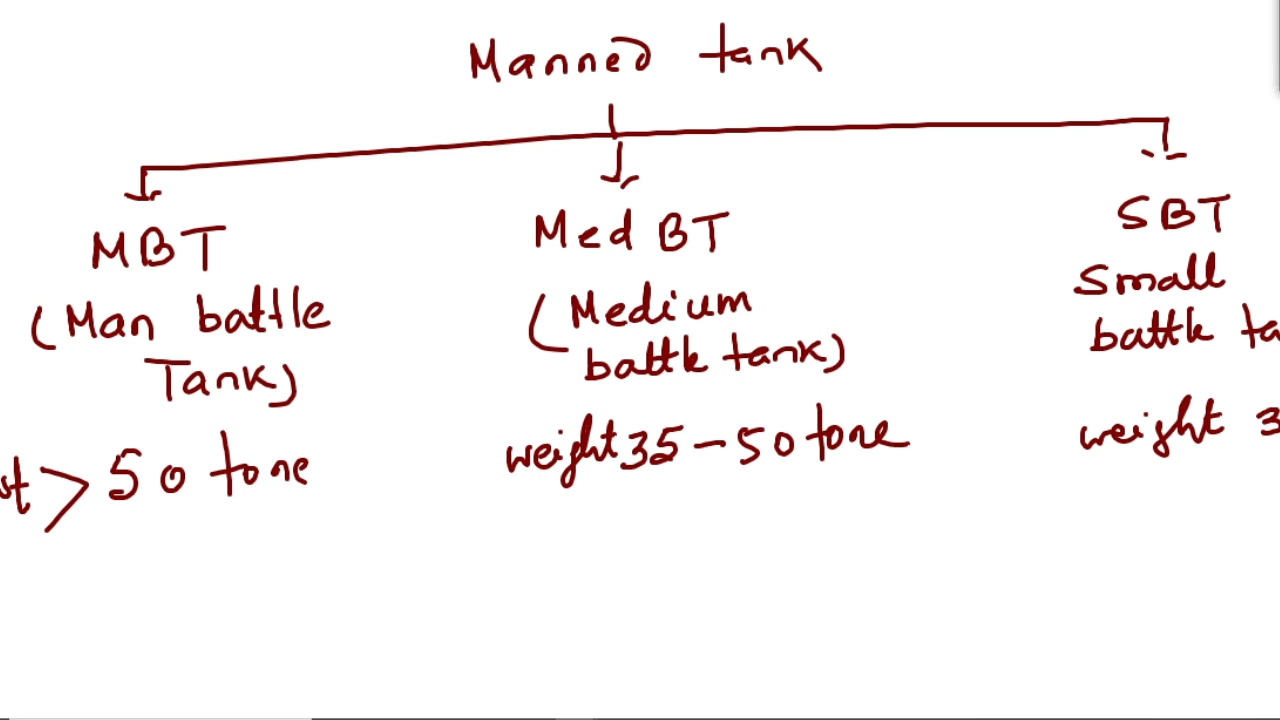 Manned tank
MBT
(Man battle
Tank)
> 50 tone
Med BT
(Medium
battle tank)
weight 35-50 tone
SBT
Small
battle ta
weight 3